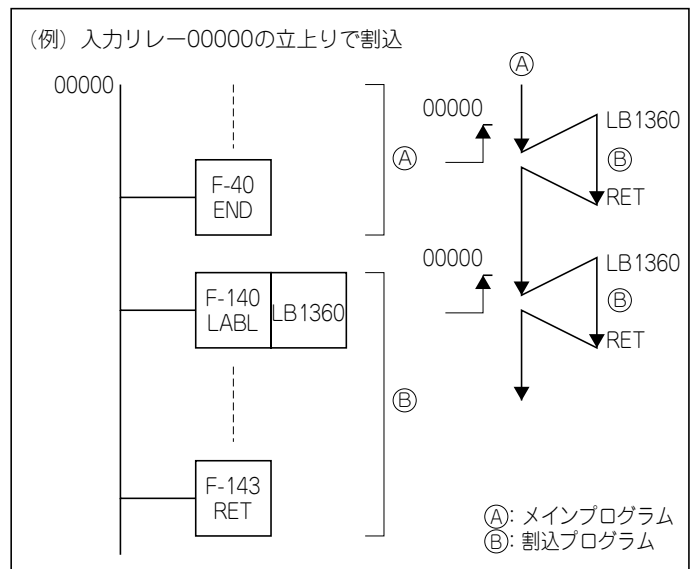 (例) 入力リレー00000の立上りで割込
00000
F-40
END
Ⓐ
F-140
LABL
LB1360
F-143
RET
Ⓑ
Ⓐ
00000
LB1360
Ⓑ
RET
00000
LB1360
Ⓑ
RET
Ⓐ: メインプログラム
Ⓑ: 割込プログラム